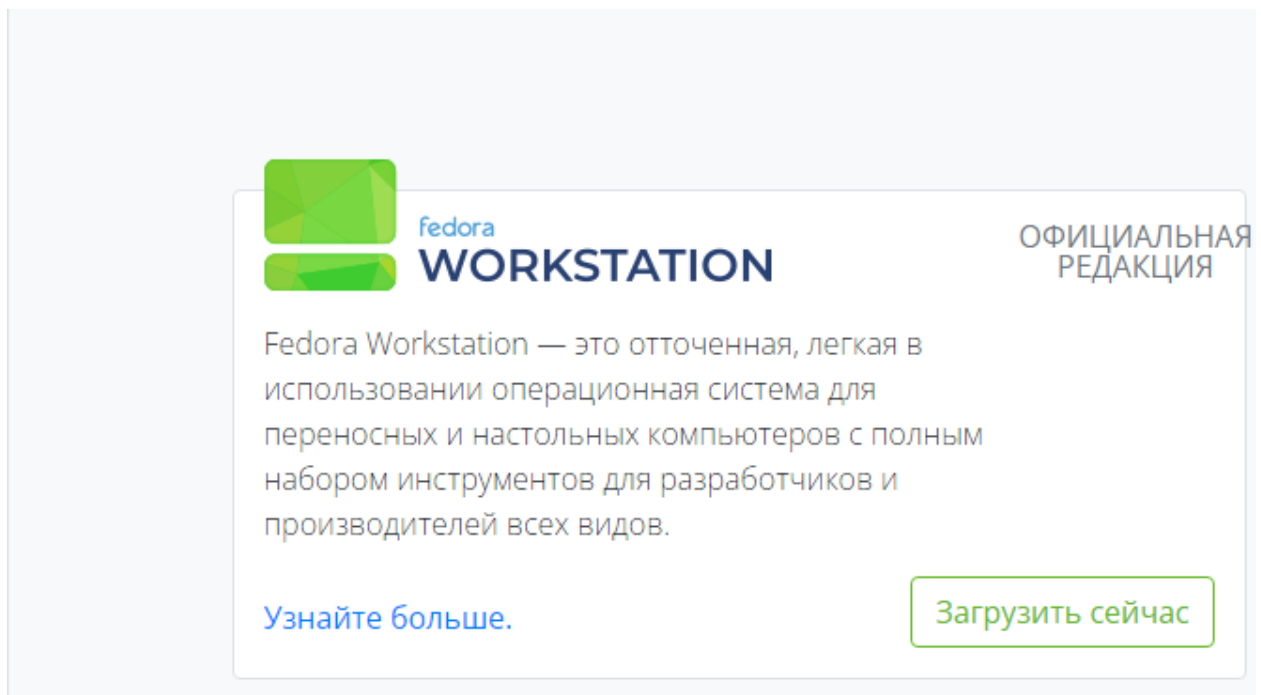 fedora
WORKSTATION
ОФИЦИАЛЬНАЯ
РЕДАКЦИЯ
Fedora Workstation — это отточенная, легкая в
использовании операционная система для
переносных и настольных компьютеров с полным
набором инструментов для разработчиков и
производителей всех видов.
Узнайте больше.
Загрузить сейчас